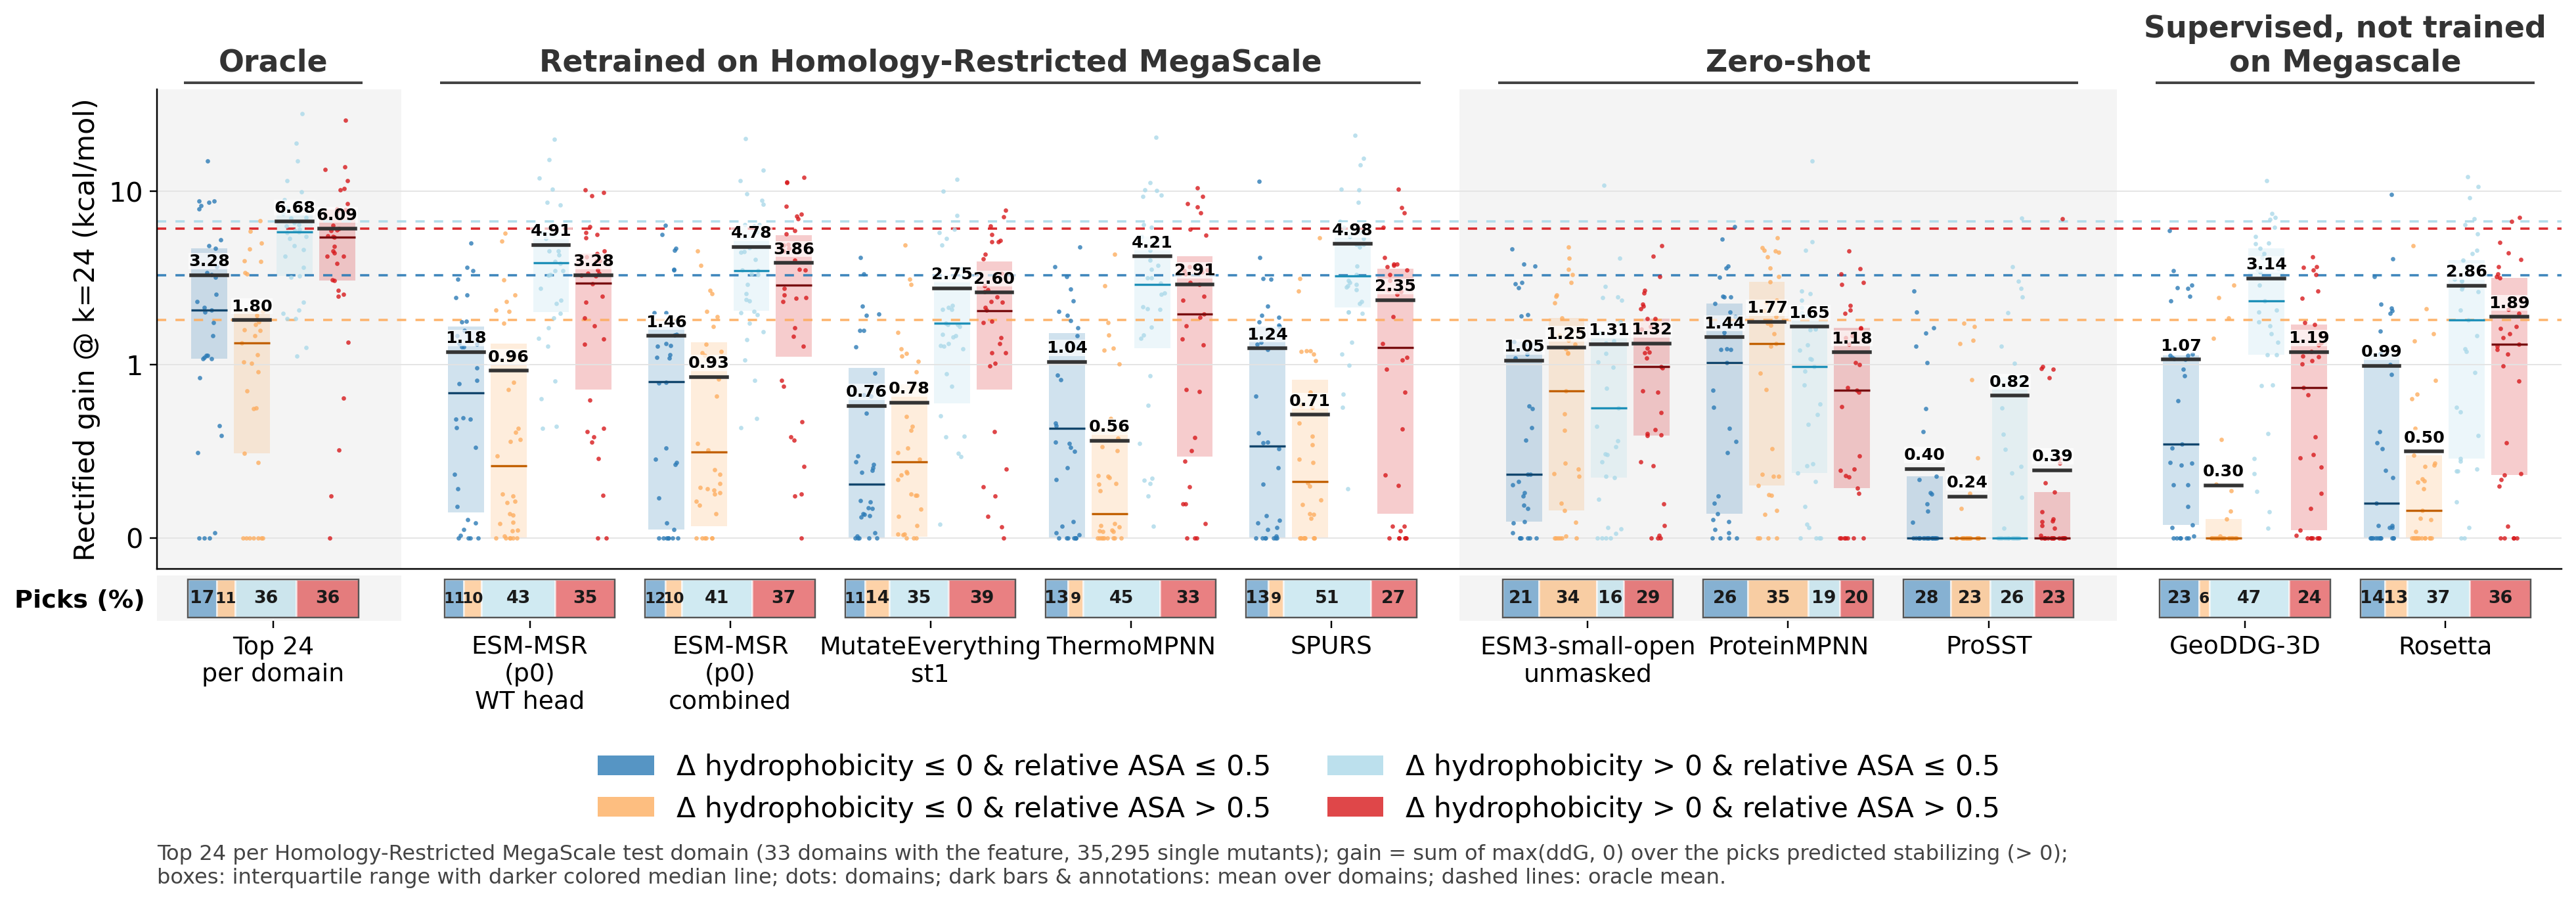 Oracle
Retrained on Homology-Restricted MegaScale
Zero-shot
Supervised, not trained
on Megascale
Rectified gain @ k=24 (kcal/mol)
10
1
0
3.28 1.80 6.68 6.09
1.18 0.96 4.91 3.28
1.46 0.93 4.78 3.86
0.76 0.78 2.75 2.60
1.04 0.56 4.21 2.91
1.24 0.71 4.98 2.35
1.05 1.25 1.31 1.32
1.44 1.77 1.65 1.18
0.40 0.24 0.82 0.39
1.07 0.30 3.14 1.19
0.99 0.50 2.86 1.89
Picks (%)
17 11 36 36
11 10 43 35
12 10 41 37
11 14 35 39
13 9 45 33
13 9 51 27
21 34 16 29
26 35 19 20
28 23 26 23
23 6 47 24
14 13 37 36
Top 24
per domain
ESM-MSR
(p0)
WT head
ESM-MSR
(p0)
combined
MutateEverything
st1
ThermoMPNN
SPURS
ESM3-small-open
unmasked
ProteinMPNN
ProSST
GeoDDG-3D
Rosetta
Δ hydrophobicity ≤ 0 & relative ASA ≤ 0.5
Δ hydrophobicity ≤ 0 & relative ASA > 0.5
Δ hydrophobicity > 0 & relative ASA ≤ 0.5
Δ hydrophobicity > 0 & relative ASA > 0.5
Top 24 per Homology-Restricted MegaScale test domain (33 domains with the feature, 35,295 single mutants); gain = sum of max(ddG, 0) over the picks predicted stabilizing (> 0);
boxes: interquartile range with darker colored median line; dots: domains; dark bars & annotations: mean over domains; dashed lines: oracle mean.